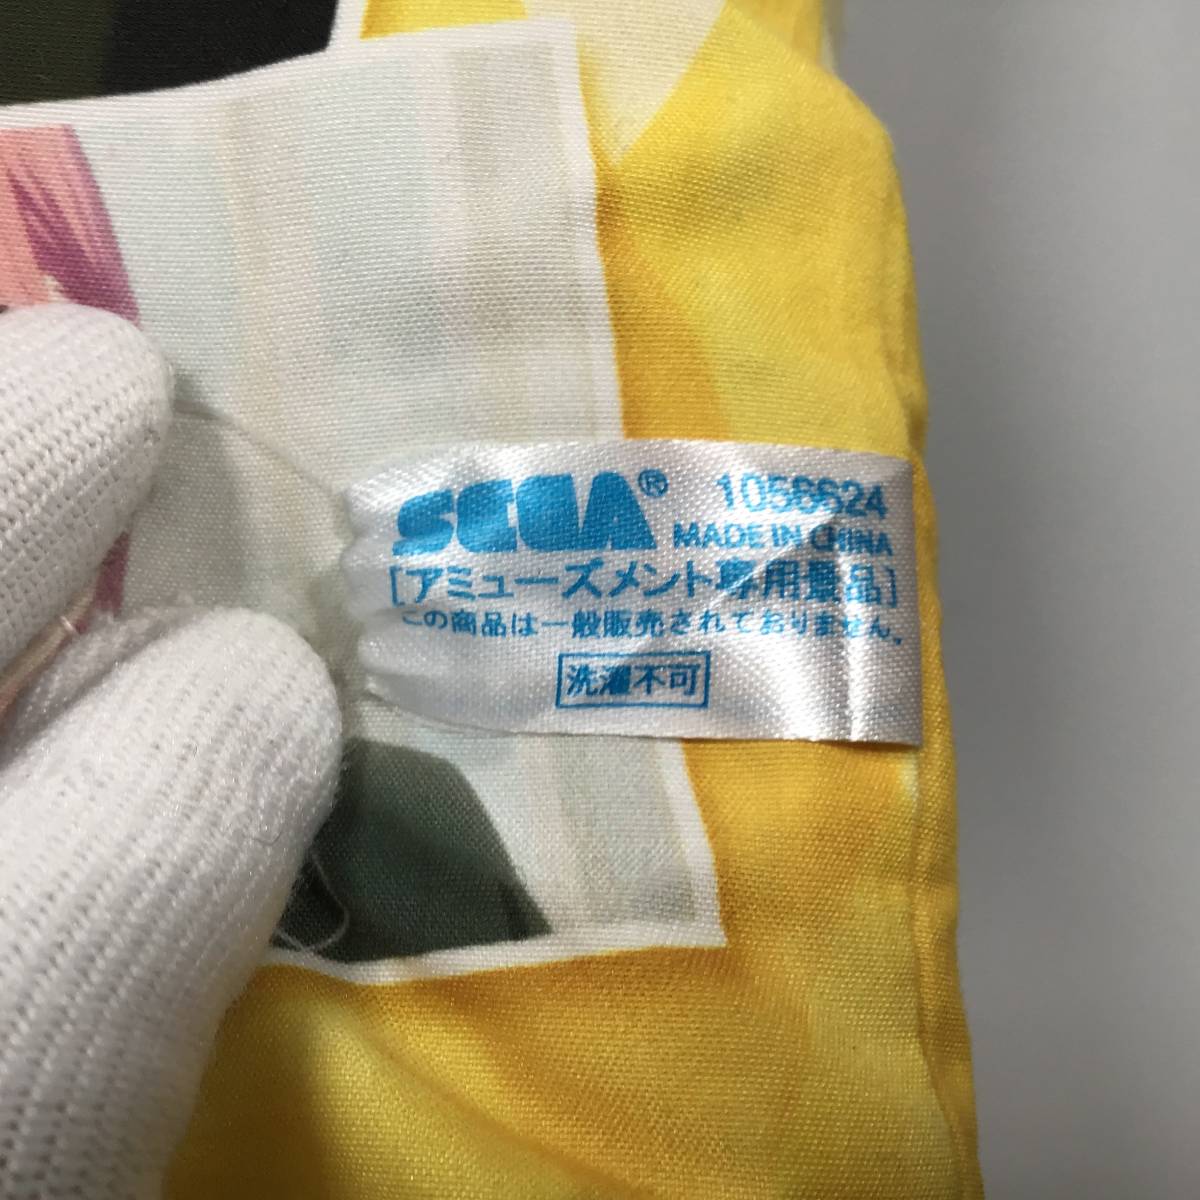 SEGA® 1056624
MADE IN CHINA
[アミューズメント専用景品]
この商品は一般販売されておりません。
洗濯不可